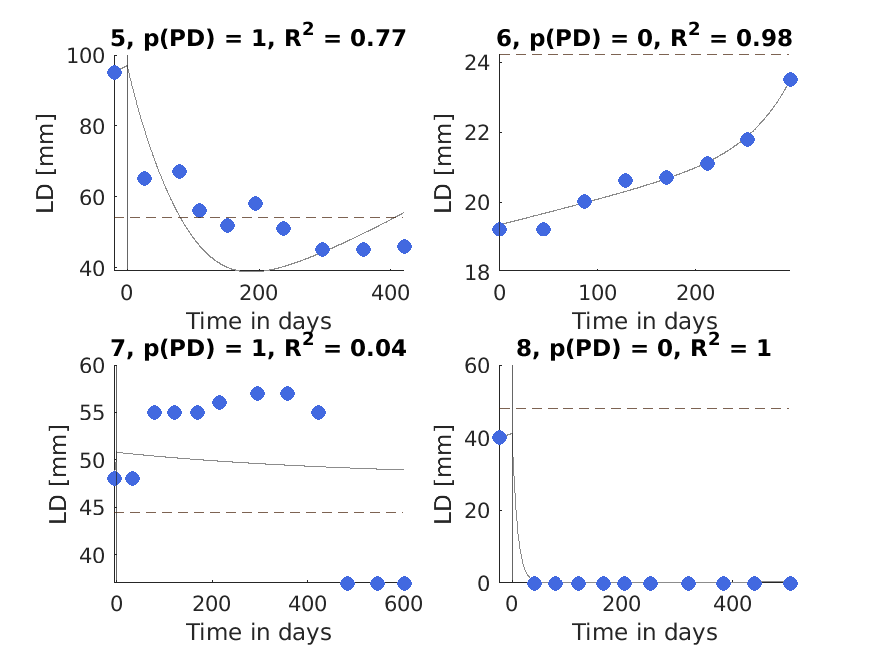 5, p(PD) = 1, R² = 0.77
100
80
60
40
LD [mm]
0
200
400
Time in days
6, p(PD) = 0, R² = 0.98
24
22
20
18
LD [mm]
0
100
200
Time in days
7, p(PD) = 1, R² = 0.04
60
55
50
45
40
LD [mm]
0
200
400
600
Time in days
8, p(PD) = 0, R² = 1
60
40
20
0
LD [mm]
0
200
400
Time in days